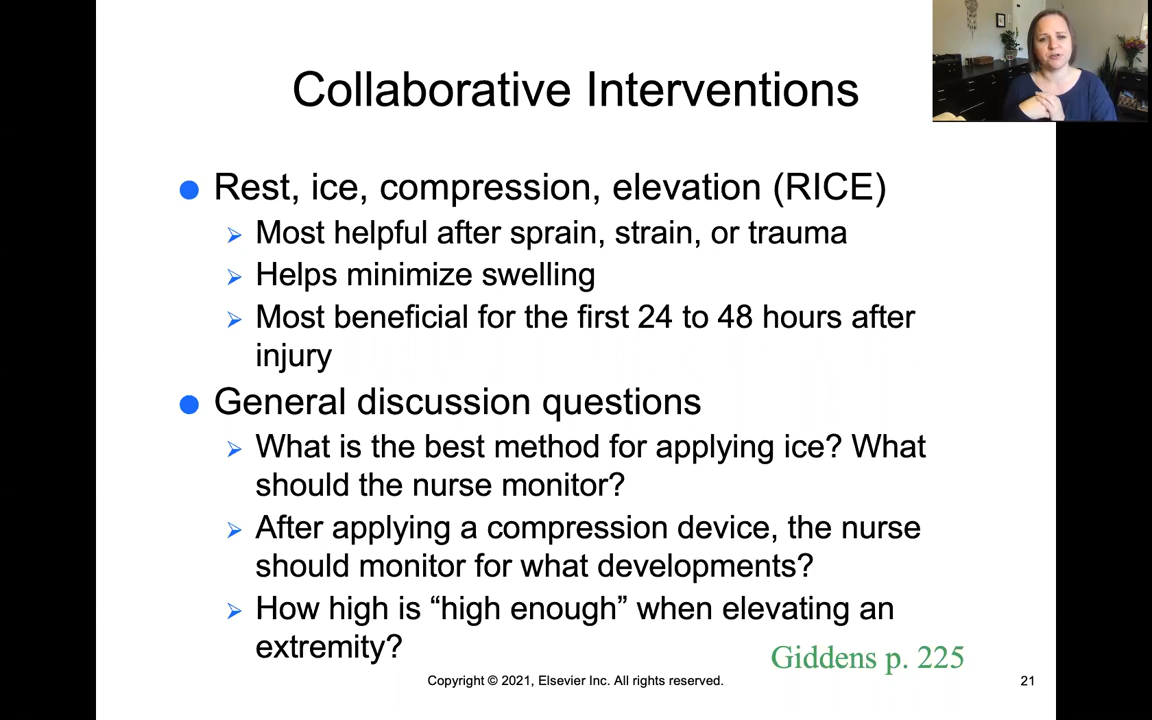 Collaborative Interventions
Rest, ice, compression, elevation (RICE)
Most helpful after sprain, strain, or trauma
Helps minimize swelling
Most beneficial for the first 24 to 48 hours after
injury
General discussion questions
What is the best method for applying ice? What
should the nurse monitor?
After applying a compression device, the nurse
should monitor for what developments?
How high is “high enough” when elevating an
extremity?
Giddens p. 225
Copyright © 2021, Elsevier Inc. All rights reserved.
21